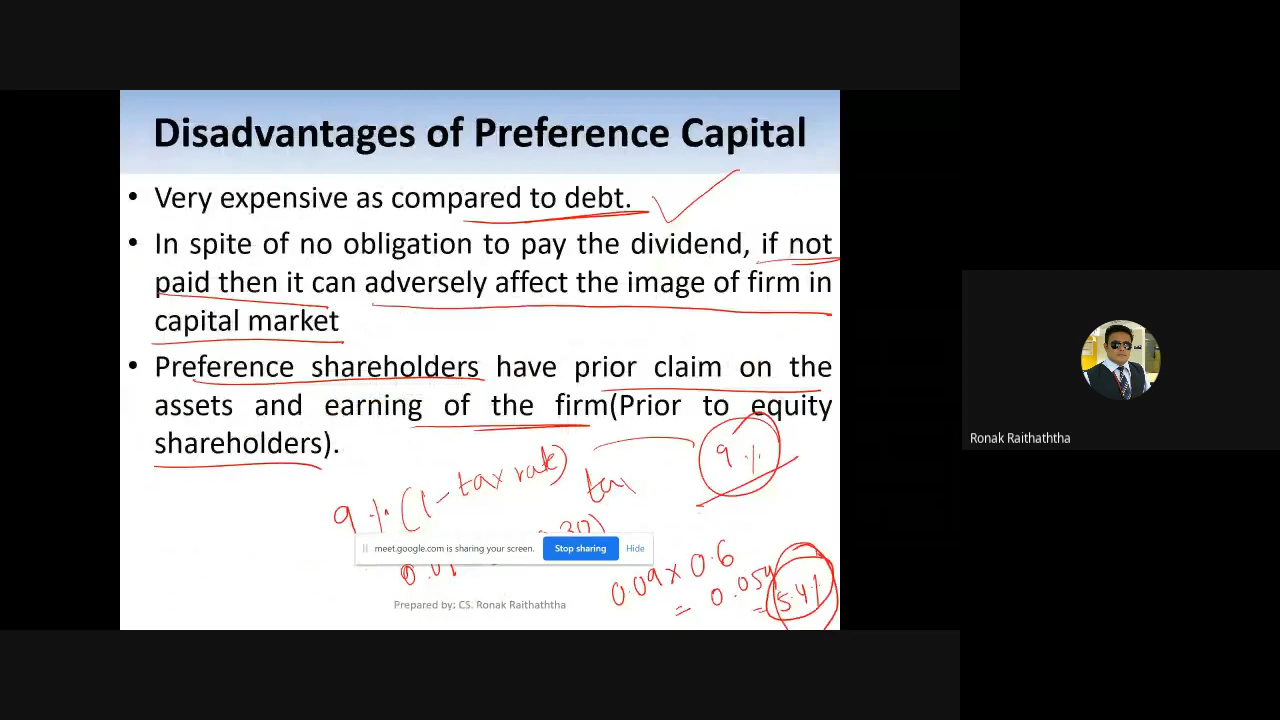 Disadvantages of Preference Capital
• Very expensive as compared to debt.
• In spite of no obligation to pay the dividend, if not
paid then it can adversely affect the image of firm in
capital market
• Preference shareholders have prior claim on the
assets and earning of the firm(Prior to equity
shareholders).
9%
9% (1 - tax rate)
tax
meet.google.com is sharing your screen.
Stop sharing
Hide
0.09 x 0.6
= 0.054
= 5.4%
Prepared by: CS. Ronak Raithaththa
Ronak Raithaththa